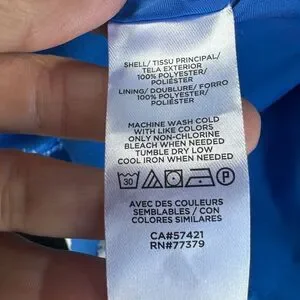 SHELL/ TISSU PRINCIPAL/
TELA EXTERIOR
100% POLYESTER/
POLIÉSTER
LINING/ DOUBLURE/ FORRO
100% POLYESTER/
POLIÉSTER
MACHINE WASH COLD
WITH LIKE COLORS
ONLY NON-CHLORINE
BLEACH WHEN NEEDED
TUMBLE DRY LOW
COOL IRON WHEN NEEDED
30 P
AVEC DES COULEURS
SEMBLABLES / CON
COLORES SIMILARES
CA#57421
RN#77379